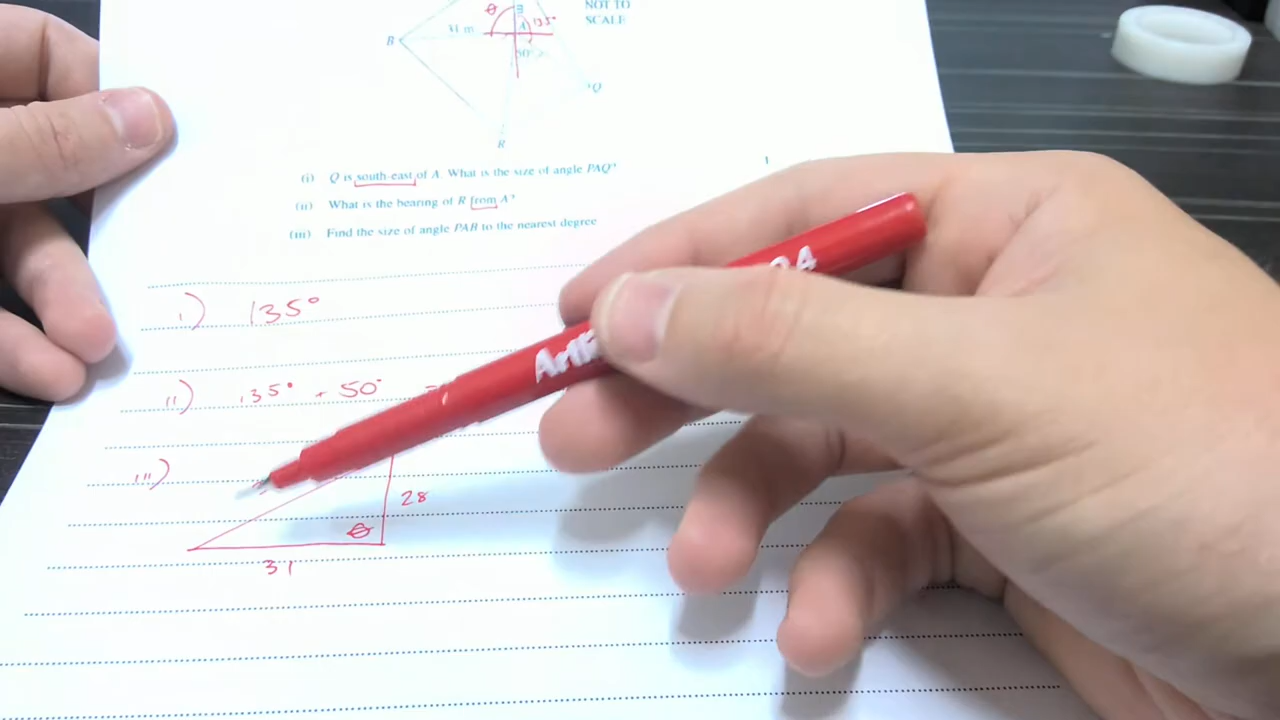 θ B NOT TO
A 135° SCALE
B 31 m
50°
Q
R
(i) Q is south-east of A. What is the size of angle PAQ? 1
(ii) What is the bearing of R from A?
(iii) Find the size of angle PAB to the nearest degree
i) 135°
ii) 135° + 50° =
iii)
28
θ
31